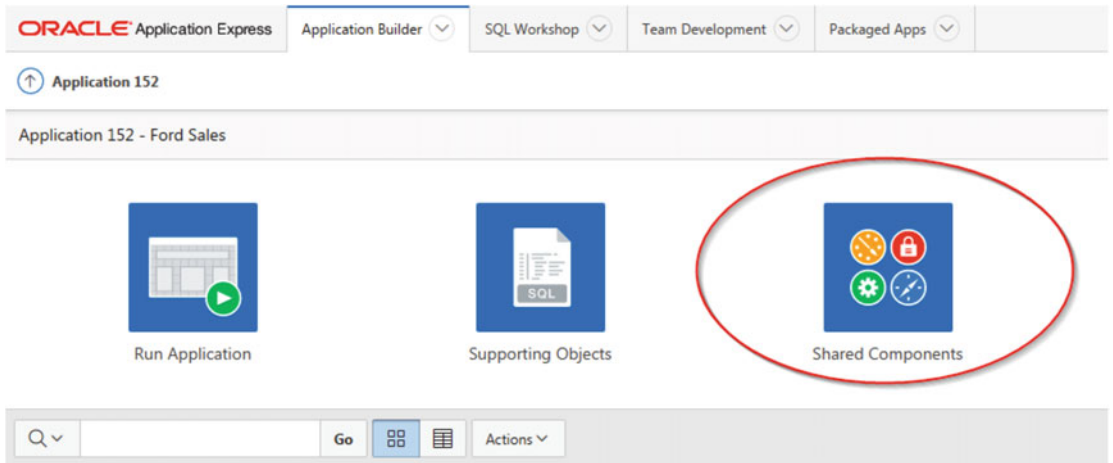 ORACLE Application Express Application Builder SQL Workshop Team Development Packaged Apps
Application 152
Application 152 - Ford Sales
SQL
Run Application Supporting Objects Shared Components
Go Actions